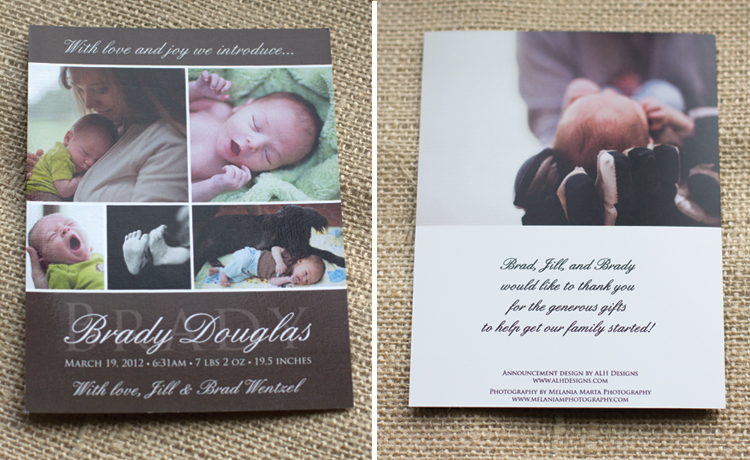 With love and joy we introduce...
BRADY
Brady Douglas
MARCH 19, 2012 • 6:31AM • 7 LBS 2 OZ • 19.5 INCHES
With love, Jill & Brad Wentzel
Brad, Jill, and Brady
would like to thank you
for the generous gifts
to help get our family started!
ANNOUNCEMENT DESIGN BY ALH DESIGNS
WWW.ALHDESIGNS.COM
PHOTOGRAPHY BY MELANIA MARTA PHOTOGRAPHY
WWW.MELANIAMPHOTOGRAPHY.COM